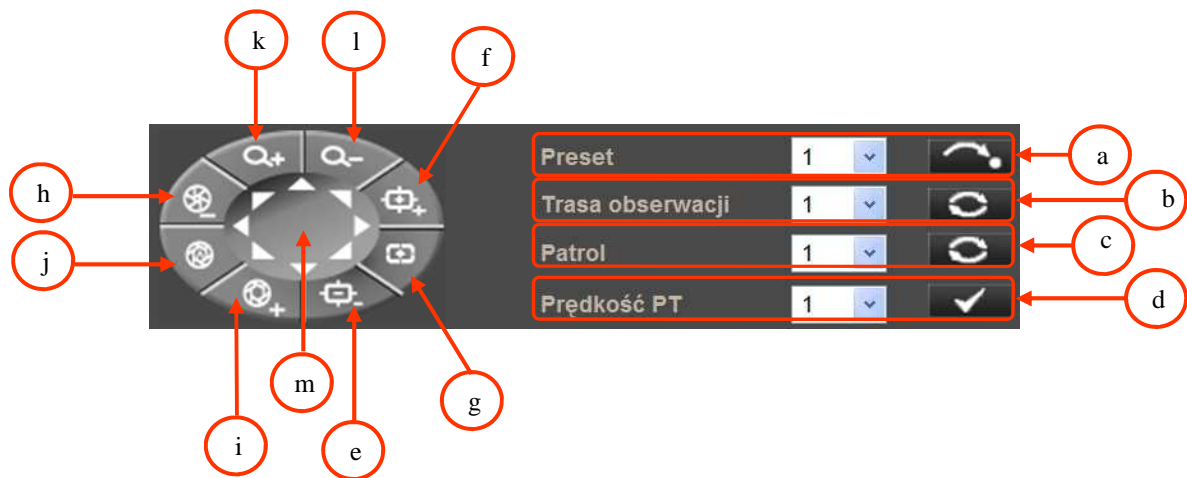 k l f
h j
Preset 1 a
Trasa obserwacji 1 b
Patrol 1 c
Prędkość PT 1 d
m g
i e